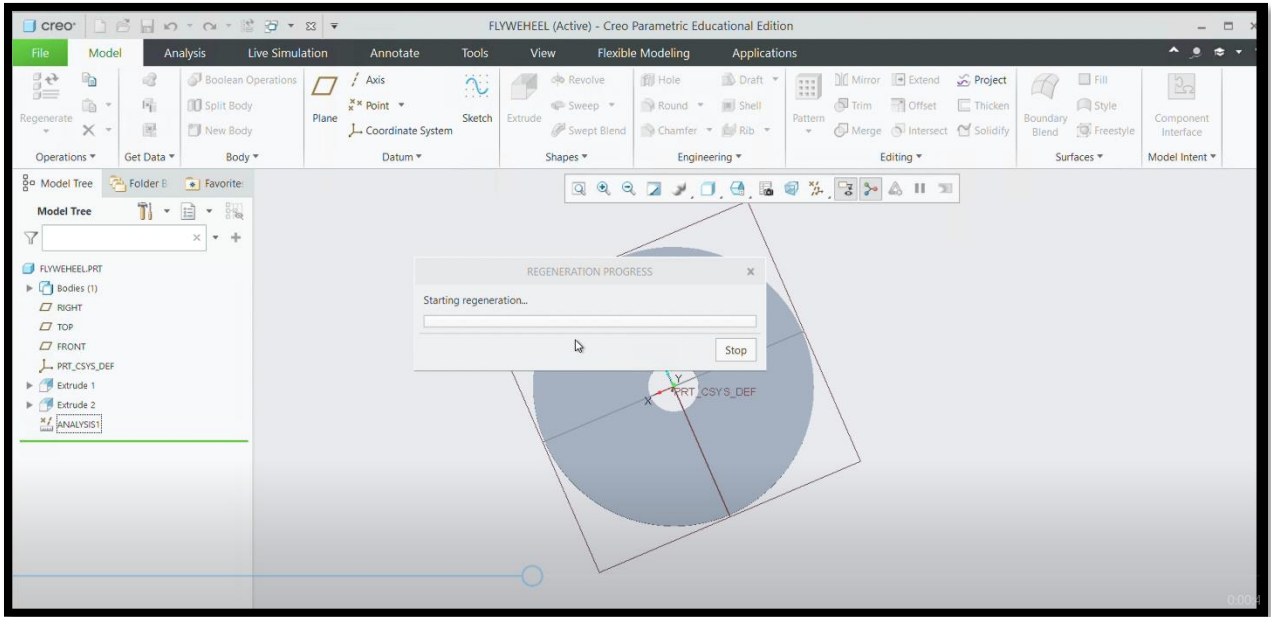 creo FLYWEHEEL (Active) - Creo Parametric Educational Edition
File Model Analysis Live Simulation Annotate Tools View Flexible Modeling Applications
Regenerate
Operations
Get Data
Boolean Operations
Split Body
New Body
Body
Plane
Axis
Point
Coordinate System
Datum
Sketch
Extrude
Revolve
Sweep
Swept Blend
Shapes
Hole Draft
Round Shell
Chamfer Rib
Engineering
Pattern
Mirror Extend Project
Trim Offset Thicken
Merge Intersect Solidify
Editing
Boundary
Blend
Fill
Style
Freestyle
Surfaces
Component
Interface
Model Intent
Model Tree Folder B Favorite:
Model Tree
FLYWEHEEL.PRT
Bodies (1)
RIGHT
TOP
FRONT
PRT_CSYS_DEF
Extrude 1
Extrude 2
ANALYSIS1
REGENERATION PROGRESS
Starting regeneration...
Stop
Y
X
PRT_CSYS_DEF
0:00:4